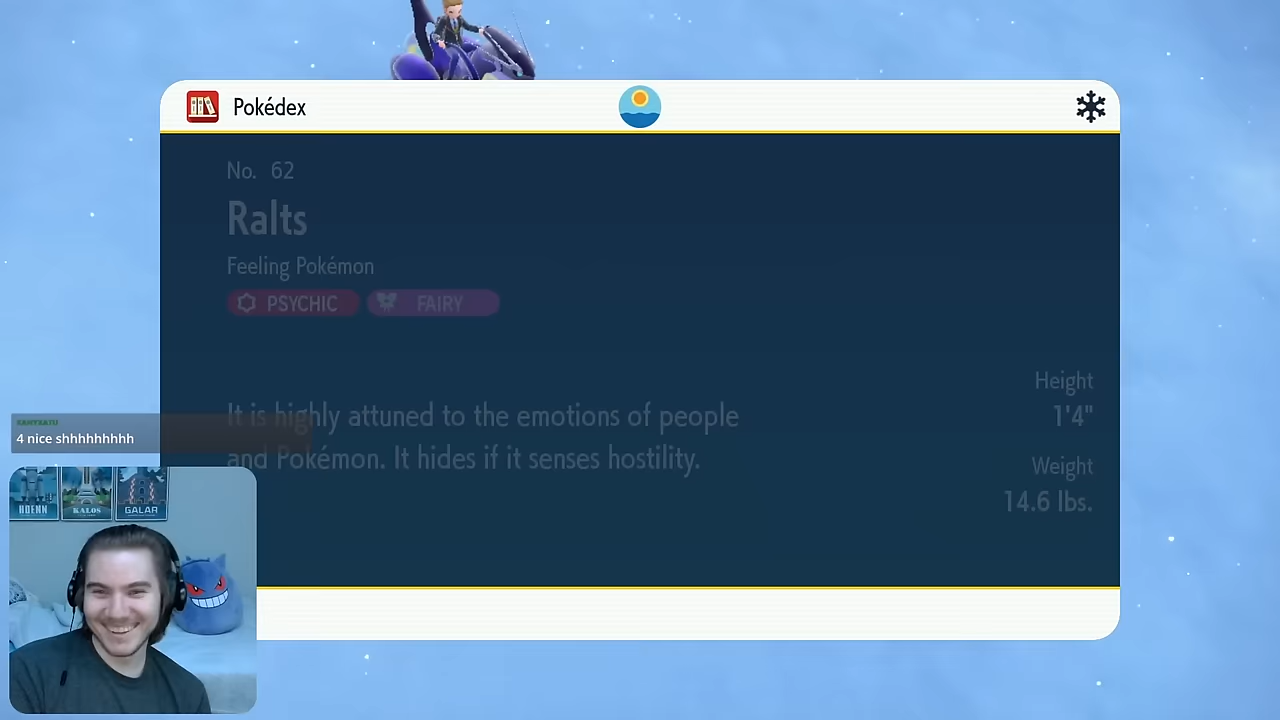 Pokédex
No. 62
Ralts
Feeling Pokémon
PSYCHIC FAIRY
Height
1'4"
It is highly attuned to the emotions of people
and Pokémon. It hides if it senses hostility.
Weight
14.6 lbs.
4 nice shhhhhhhhh
HOENN
KALOS
GALAR